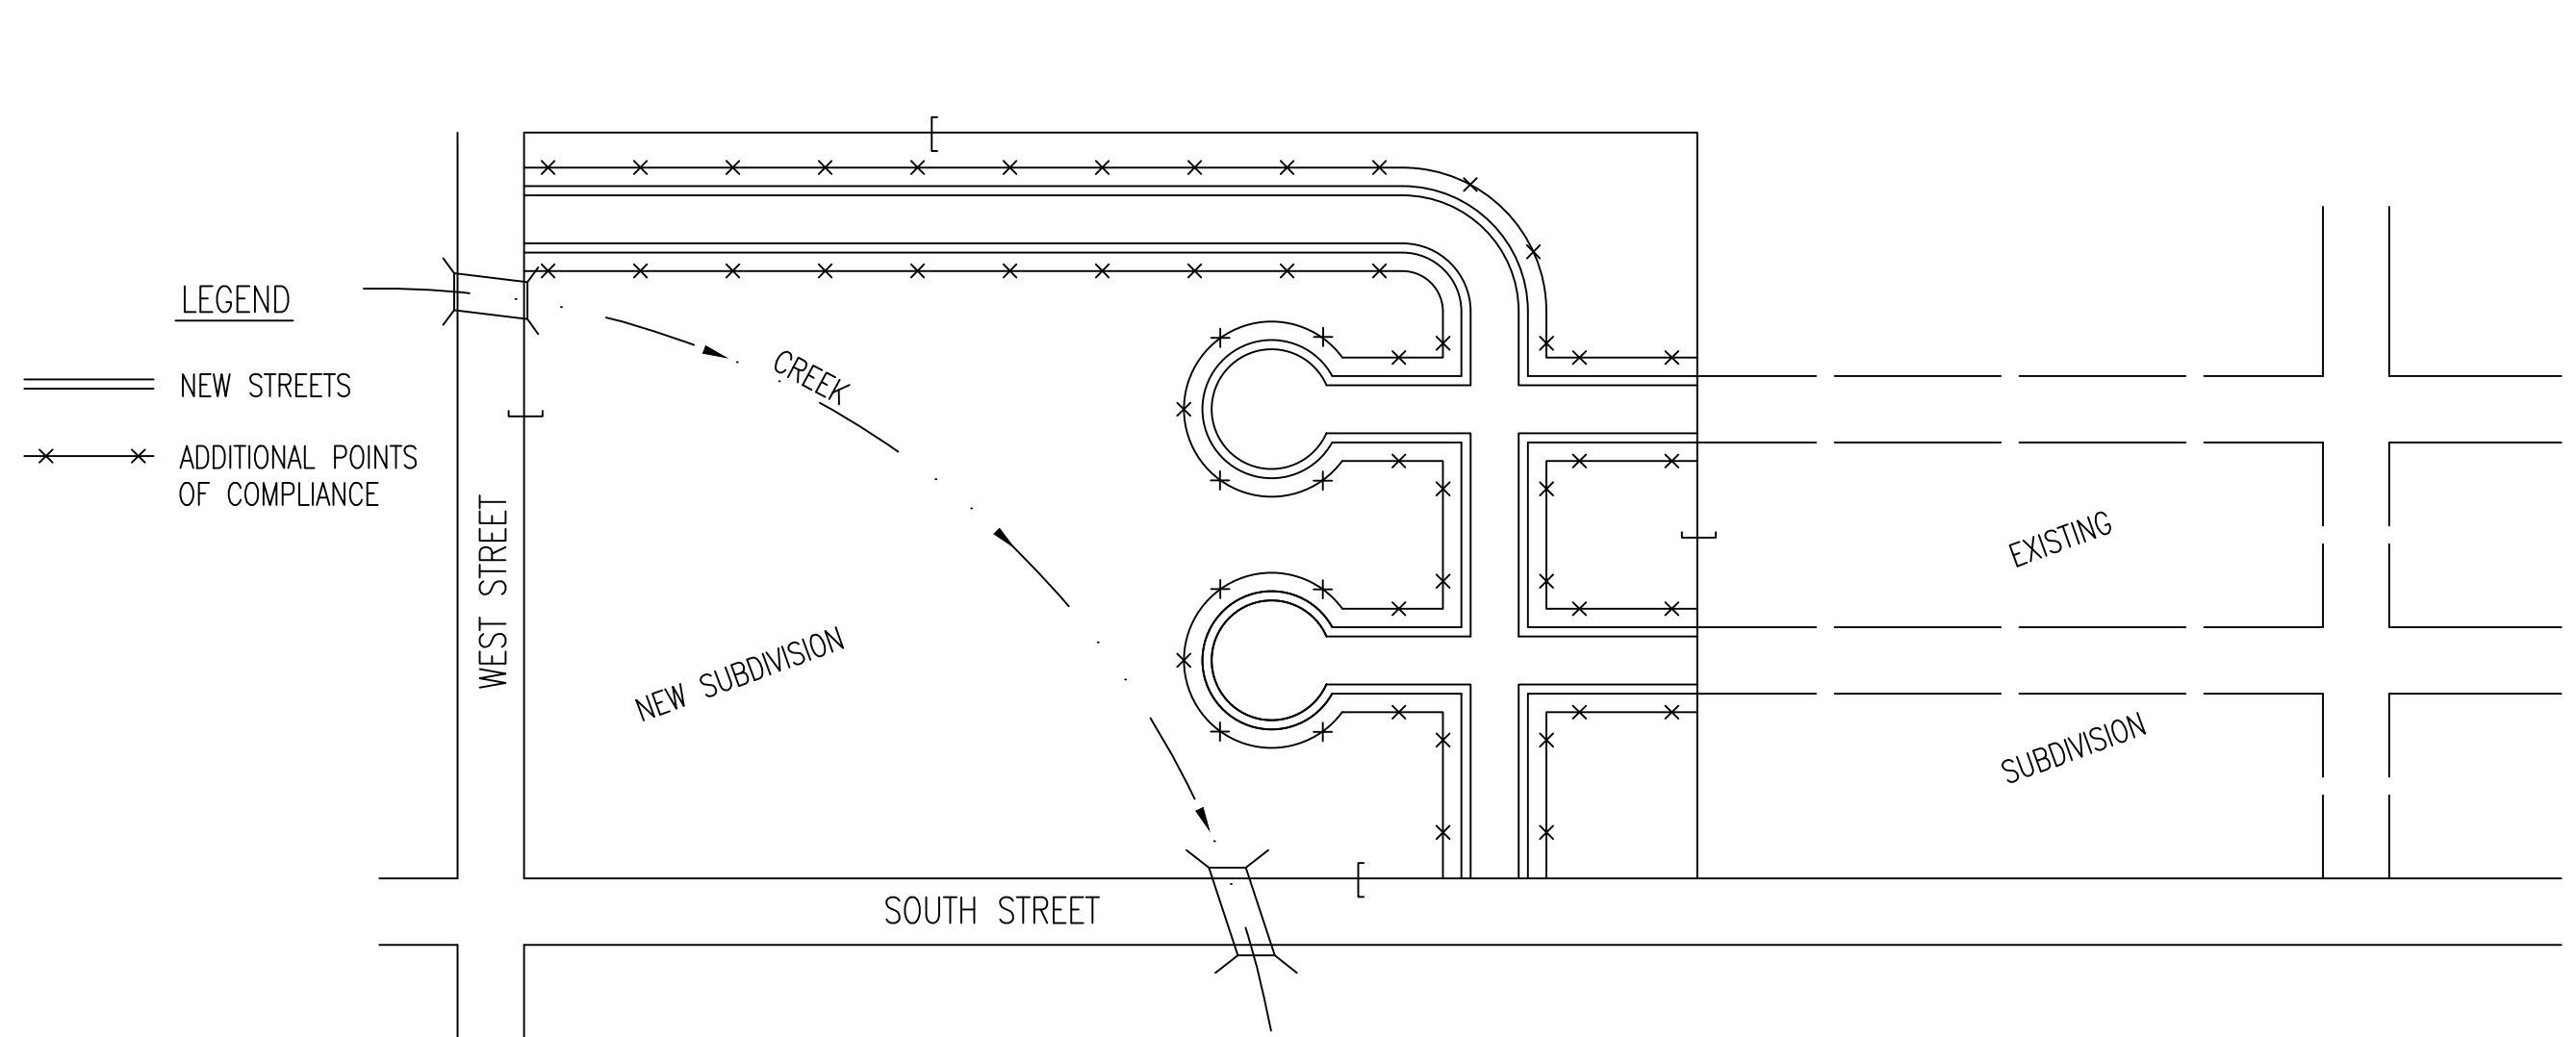 LEGEND
NEW STREETS
ADDITIONAL POINTS
OF COMPLIANCE
WEST STREET
CREEK
NEW SUBDIVISION
SOUTH STREET
EXISTING
SUBDIVISION